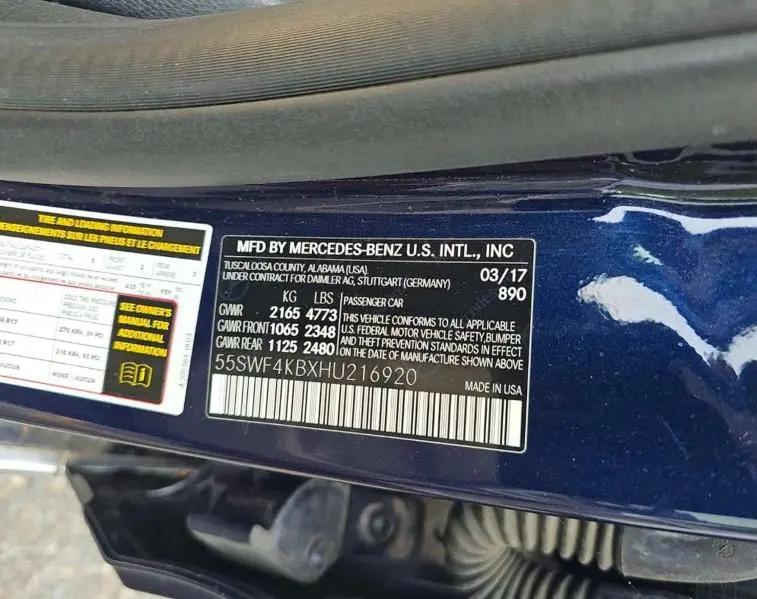 TIRE AND LOADING INFORMATION
RENSEIGNEMENTS SUR LES PNEUS ET LE CHARGEMENT
SEE OWNER'S
MANUAL FOR
ADDITIONAL
INFORMATION
MFD BY MERCEDES-BENZ U.S. INTL., INC
TUSCALOOSA COUNTY, ALABAMA (USA).
UNDER CONTRACT FOR DAIMLER AG, STUTTGART (GERMANY)
03/17
890
KG LBS
GVWR 2165 4773
GAWR FRONT 1065 2348
GAWR REAR 1125 2480
PASSENGER CAR
THIS VEHICLE CONFORMS TO ALL APPLICABLE
U.S. FEDERAL MOTOR VEHICLE SAFETY,BUMPER
AND THEFT PREVENTION STANDARDS IN EFFECT
ON THE DATE OF MANUFACTURE SHOWN ABOVE
55SWF4KBXHU216920